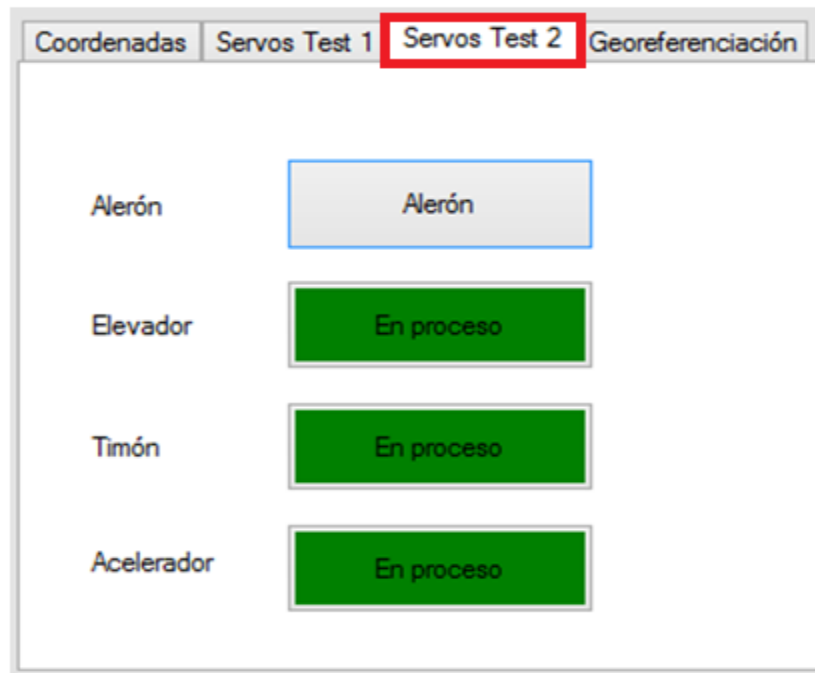 Coordenadas Servos Test 1 Servos Test 2 Georeferenciación
Alerón Alerón
Elevador En proceso
Timón En proceso
Acelerador En proceso